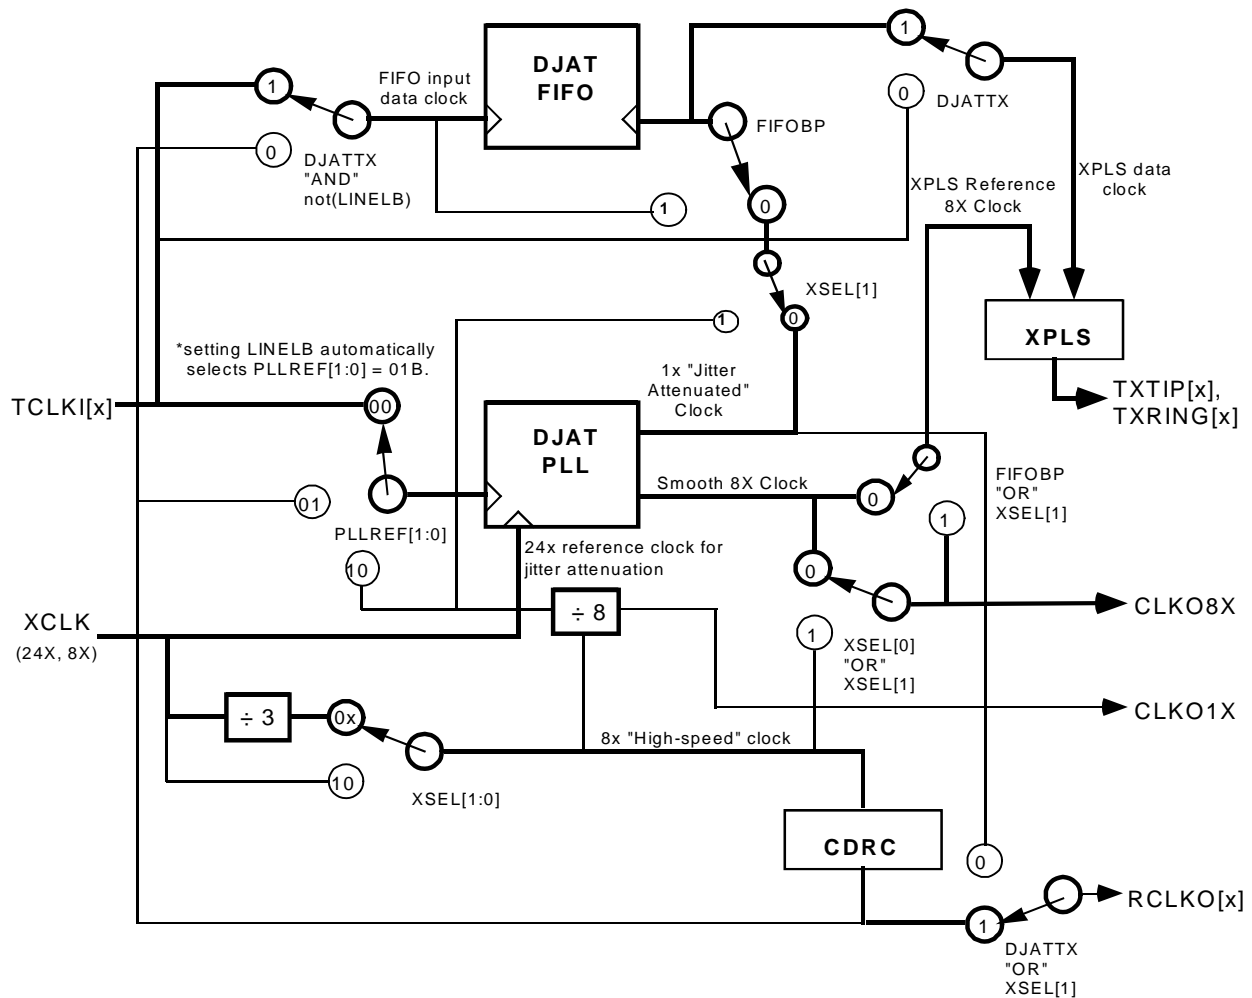 DJAT
FIFO
1
FIFO input
data clock
1
0
DJATTX
FIFOBP
0
DJATTX
"AND"
not(LINELB)
1
0
XPLS Reference
8X Clock
XPLS data
clock
XSEL[1]
1
0
XPLS
*setting LINELB automatically
selects PLLREF[1:0] = 01B.
TCLKI[x]
00
1x "Jitter
Attenuated"
Clock
TXTIP[x],
TXRING[x]
DJAT
PLL
Smooth 8X Clock
0
FIFOBP
"OR"
XSEL[1]
01
1
PLLREF[1:0]
24x reference clock for
jitter attenuation
10
0
÷ 8
CLKO8X
XCLK
(24X, 8X)
1
XSEL[0]
"OR"
XSEL[1]
÷ 3
0x
CLKO1X
8x "High-speed" clock
10
XSEL[1:0]
CDRC
0
RCLKO[x]
1
DJATTX
"OR"
XSEL[1]